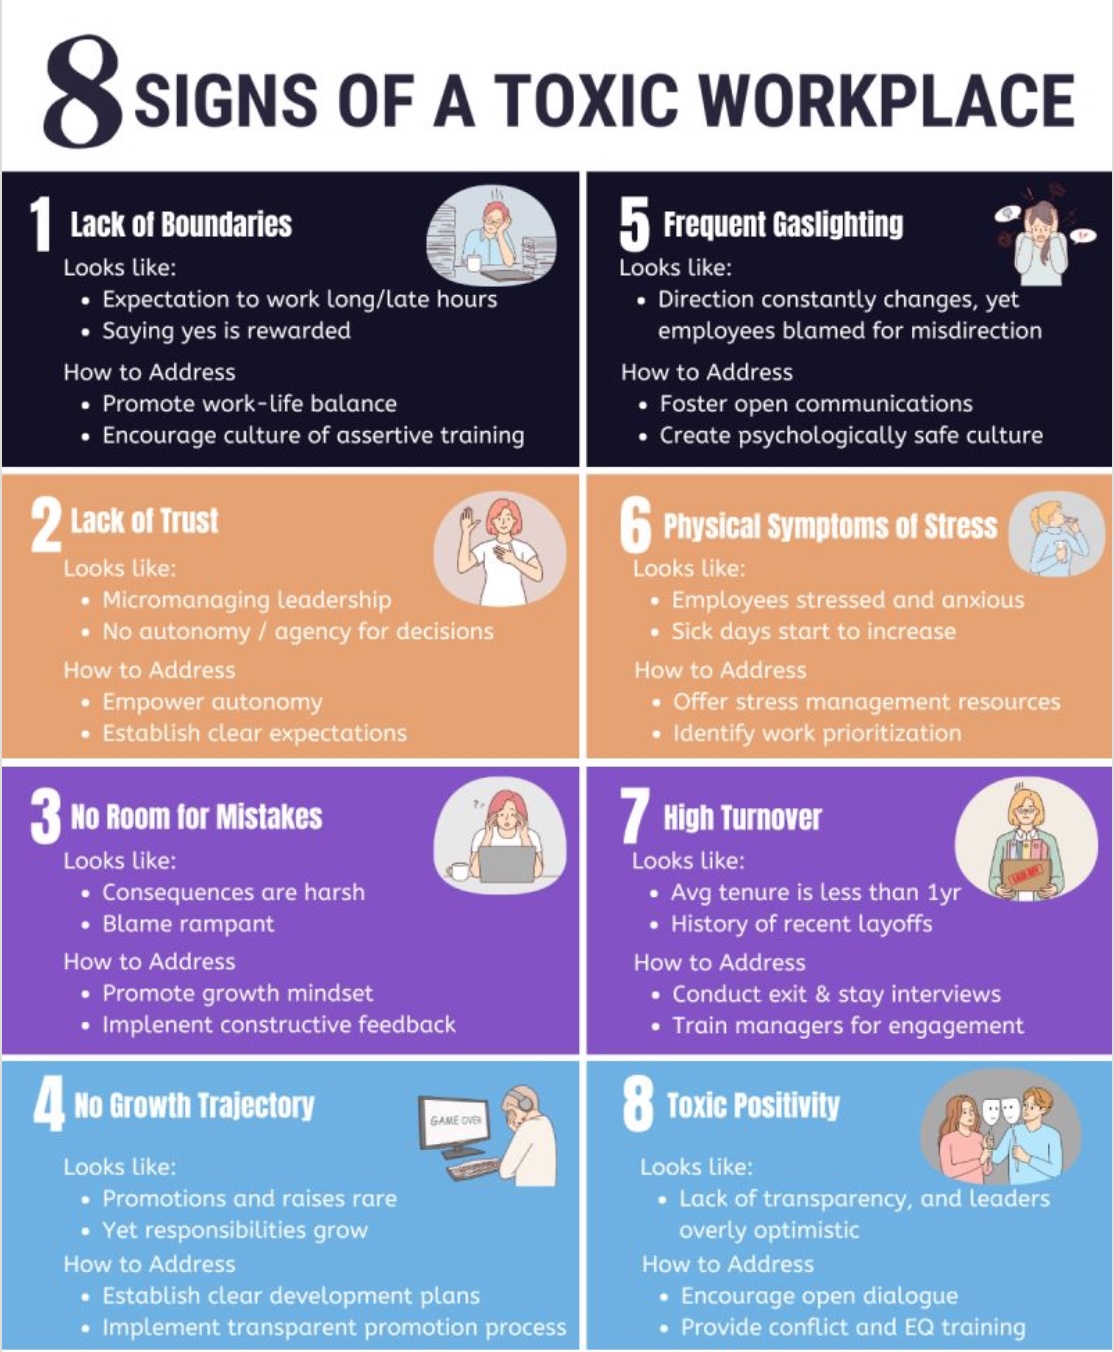 8 SIGNS OF A TOXIC WORKPLACE
1 Lack of Boundaries
Looks like:
• Expectation to work long/late hours
• Saying yes is rewarded
How to Address
• Promote work-life balance
• Encourage culture of assertive training
2 Lack of Trust
Looks like:
• Micromanaging leadership
• No autonomy / agency for decisions
How to Address
• Empower autonomy
• Establish clear expectations
3 No Room for Mistakes
??
Looks like:
• Consequences are harsh
• Blame rampant
How to Address
• Promote growth mindset
• Implenent constructive feedback
4 No Growth Trajectory
GAME OVER
Looks like:
• Promotions and raises rare
• Yet responsibilities grow
How to Address
• Establish clear development plans
• Implement transparent promotion process
5 Frequent Gaslighting
Looks like:
• Direction constantly changes, yet
employees blamed for misdirection
How to Address
• Foster open communications
• Create psychologically safe culture
6 Physical Symptoms of Stress
Looks like:
• Employees stressed and anxious
• Sick days start to increase
How to Address
• Offer stress management resources
• Identify work prioritization
7 High Turnover
Looks like:
• Avg tenure is less than 1yr
• History of recent layoffs
How to Address
• Conduct exit & stay interviews
• Train managers for engagement
8 Toxic Positivity
Looks like:
• Lack of transparency, and leaders
overly optimistic
How to Address
• Encourage open dialogue
• Provide conflict and EQ training